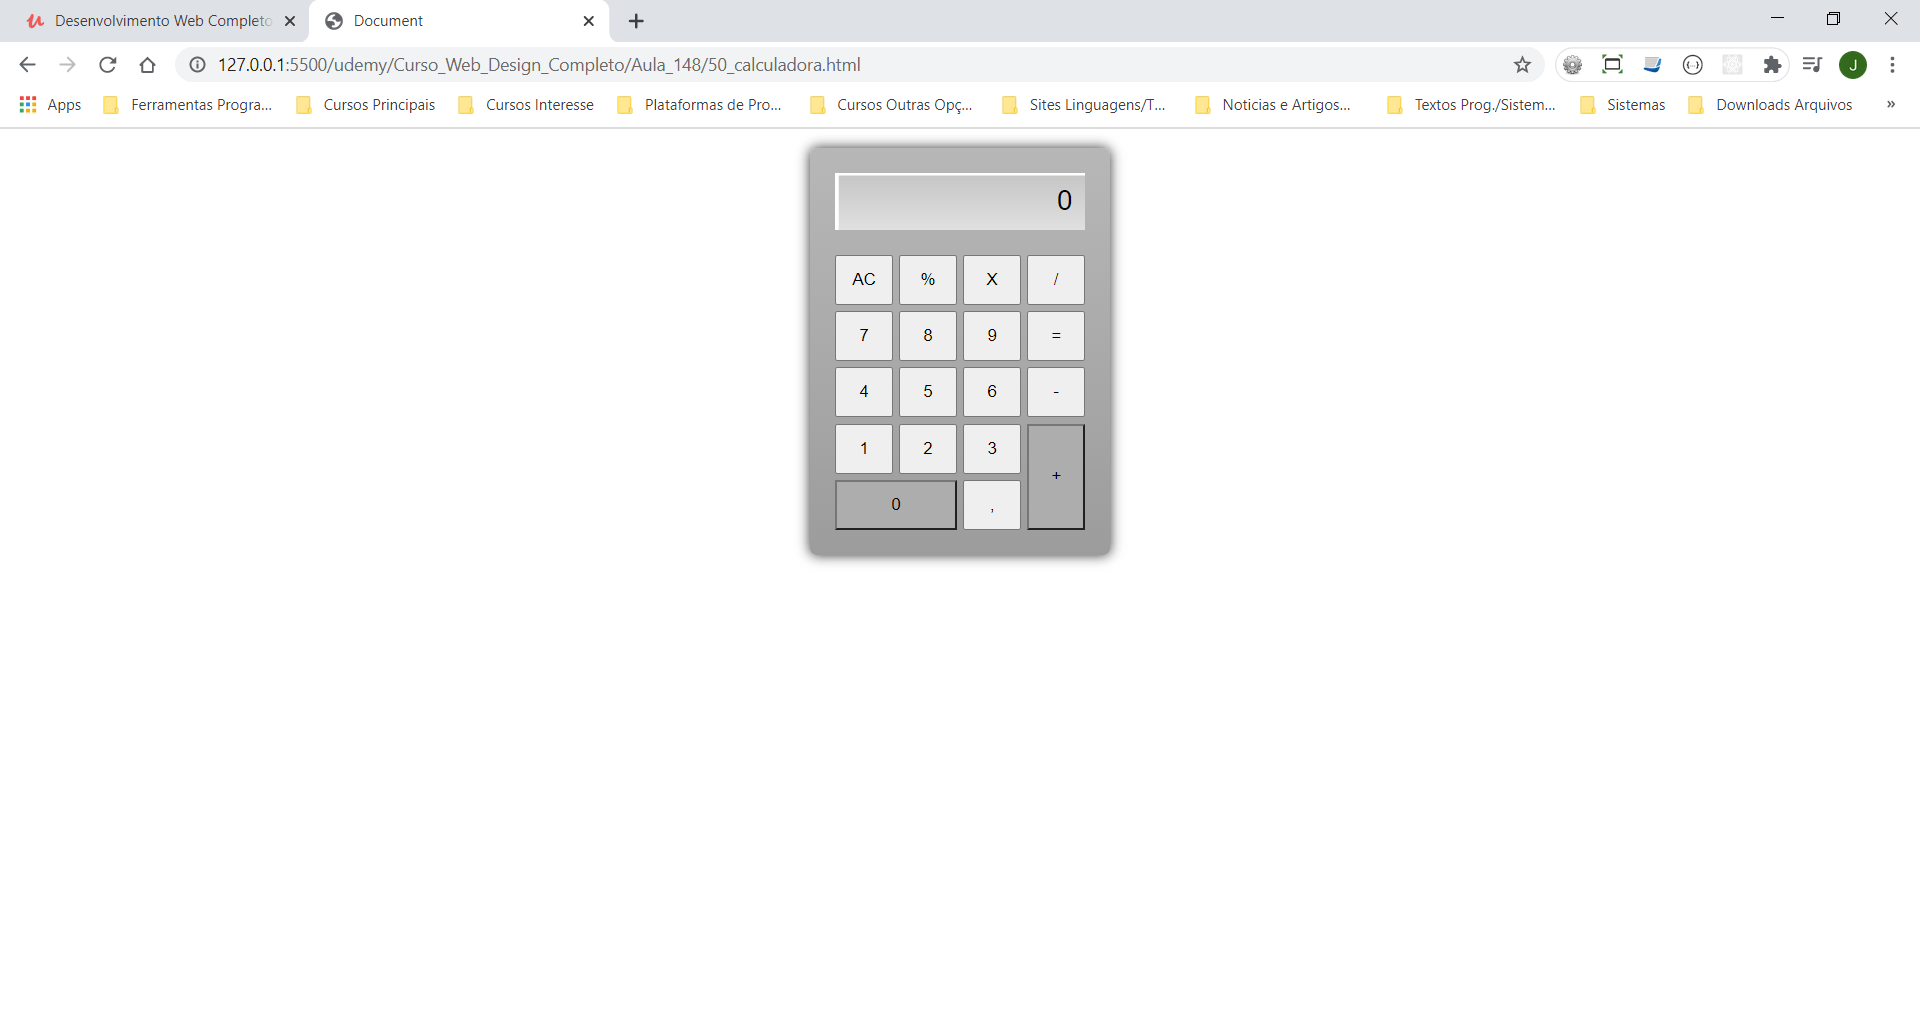 Desenvolvimento Web Completo
Document
127.0.0.1:5500/udemy/Curso_Web_Design_Completo/Aula_148/50_calculadora.html
J
Apps Ferramentas Progra... Cursos Principais Cursos Interesse Plataformas de Pro... Cursos Outras Opç... Sites Linguagens/T... Noticias e Artigos... Textos Prog./Sistem... Sistemas Downloads Arquivos »
0
AC % X /
7 8 9 =
4 5 6 -
1 2 3 +
0 ,